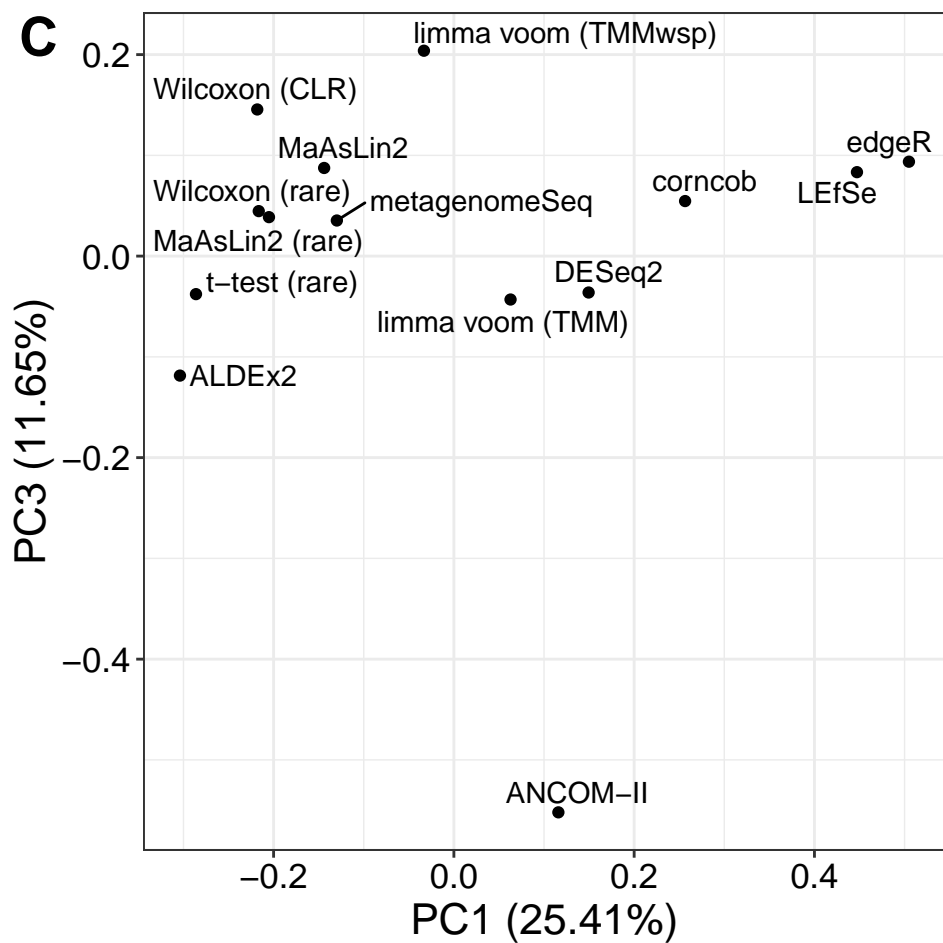 C
limma voom (TMMwsp)
0.2
Wilcoxon (CLR)
MaAsLin2
edgeR
corncob
LEfSe
Wilcoxon (rare)
metagenomeSeq
MaAsLin2 (rare)
0.0
t−test (rare)
DESeq2
limma voom (TMM)
ALDEx2
PC3 (11.65%)
−0.2
−0.4
ANCOM−II
−0.2
0.0
0.2
0.4
PC1 (25.41%)